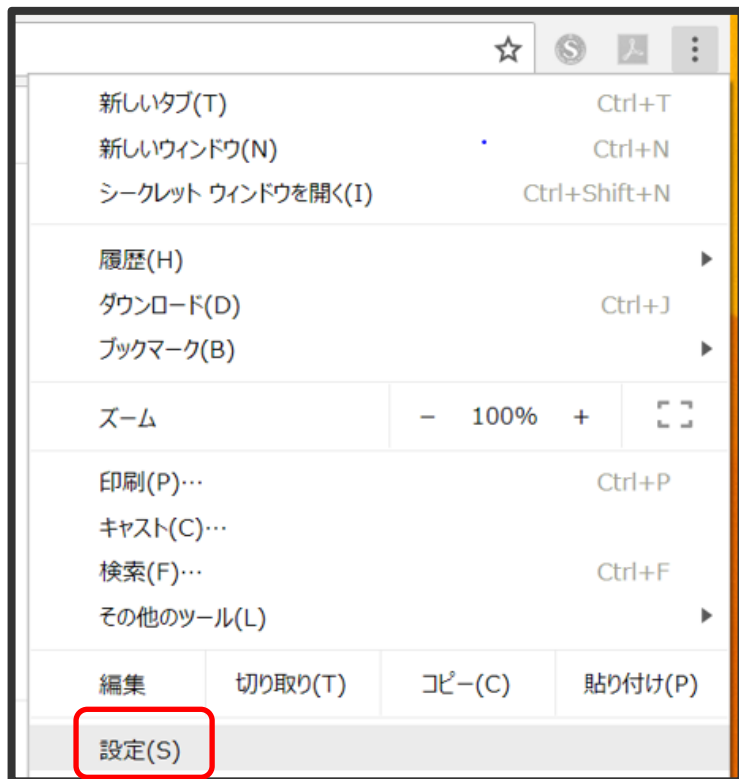 新しいタブ(T) Ctrl+T
新しいウィンドウ(N) Ctrl+N
シークレット ウィンドウを開く(I) Ctrl+Shift+N
履歴(H)
ダウンロード(D) Ctrl+J
ブックマーク(B)
ズーム − 100% +
印刷(P)… Ctrl+P
キャスト(C)…
検索(F)… Ctrl+F
その他のツール(L)
編集 切り取り(T) コピー(C) 貼り付け(P)
設定(S)